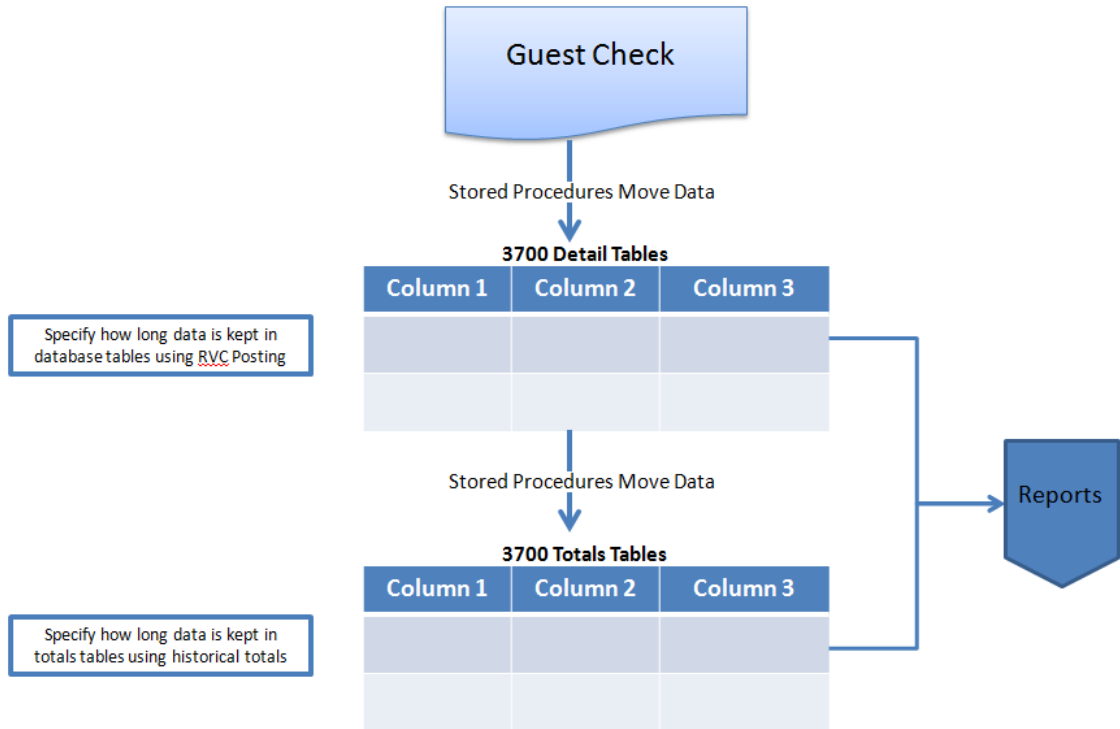 Guest Check
Stored Procedures Move Data
3700 Detail Tables
Column 1 Column 2 Column 3
Specify how long data is kept in
database tables using RVC Posting
Stored Procedures Move Data
Reports
3700 Totals Tables
Column 1 Column 2 Column 3
Specify how long data is kept in
totals tables using historical totals